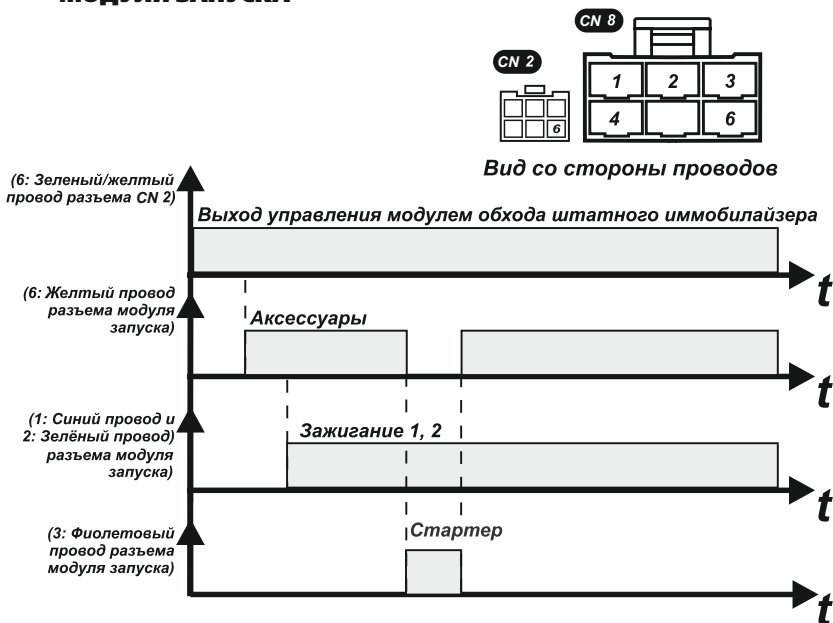 МОДУЛЯ ЗАПУСКА
CN 8
CN 2
1 2 3
4 6
6
Вид со стороны проводов
(6: Зеленый/желтый
провод разъема CN 2)
Выход управления модулем обхода штатного иммобилайзера
t
(6: Желтый провод
разъема модуля
запуска)
Аксессуары
t
(1: Синий провод и
2: Зелёный провод)
разъема модуля
запуска)
Зажигание 1, 2
t
(3: Фиолетовый
провод разъема
модуля запуска)
Стартер
t